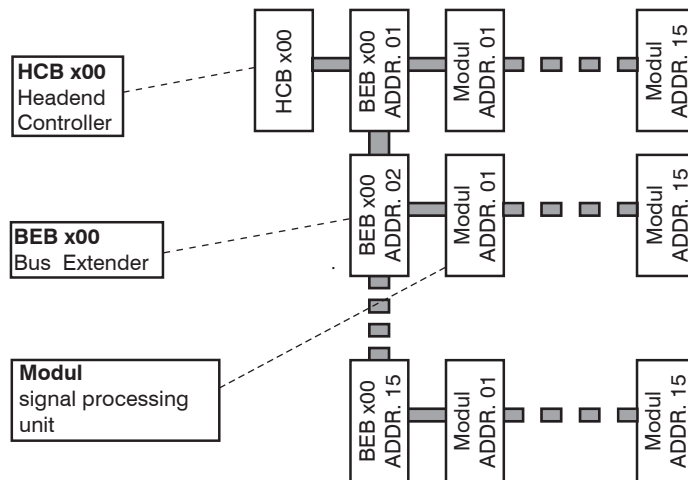 HCB x00
Headend
Controller
HCB x00
BEB x00
ADDR. 01
Modul
ADDR. 01
Modul
ADDR. 15
BEB x00
Bus Extender
BEB x00
ADDR. 02
Modul
ADDR. 01
Modul
ADDR. 15
Modul
signal processing
unit
BEB x00
ADDR. 15
Modul
ADDR. 01
Modul
ADDR. 15